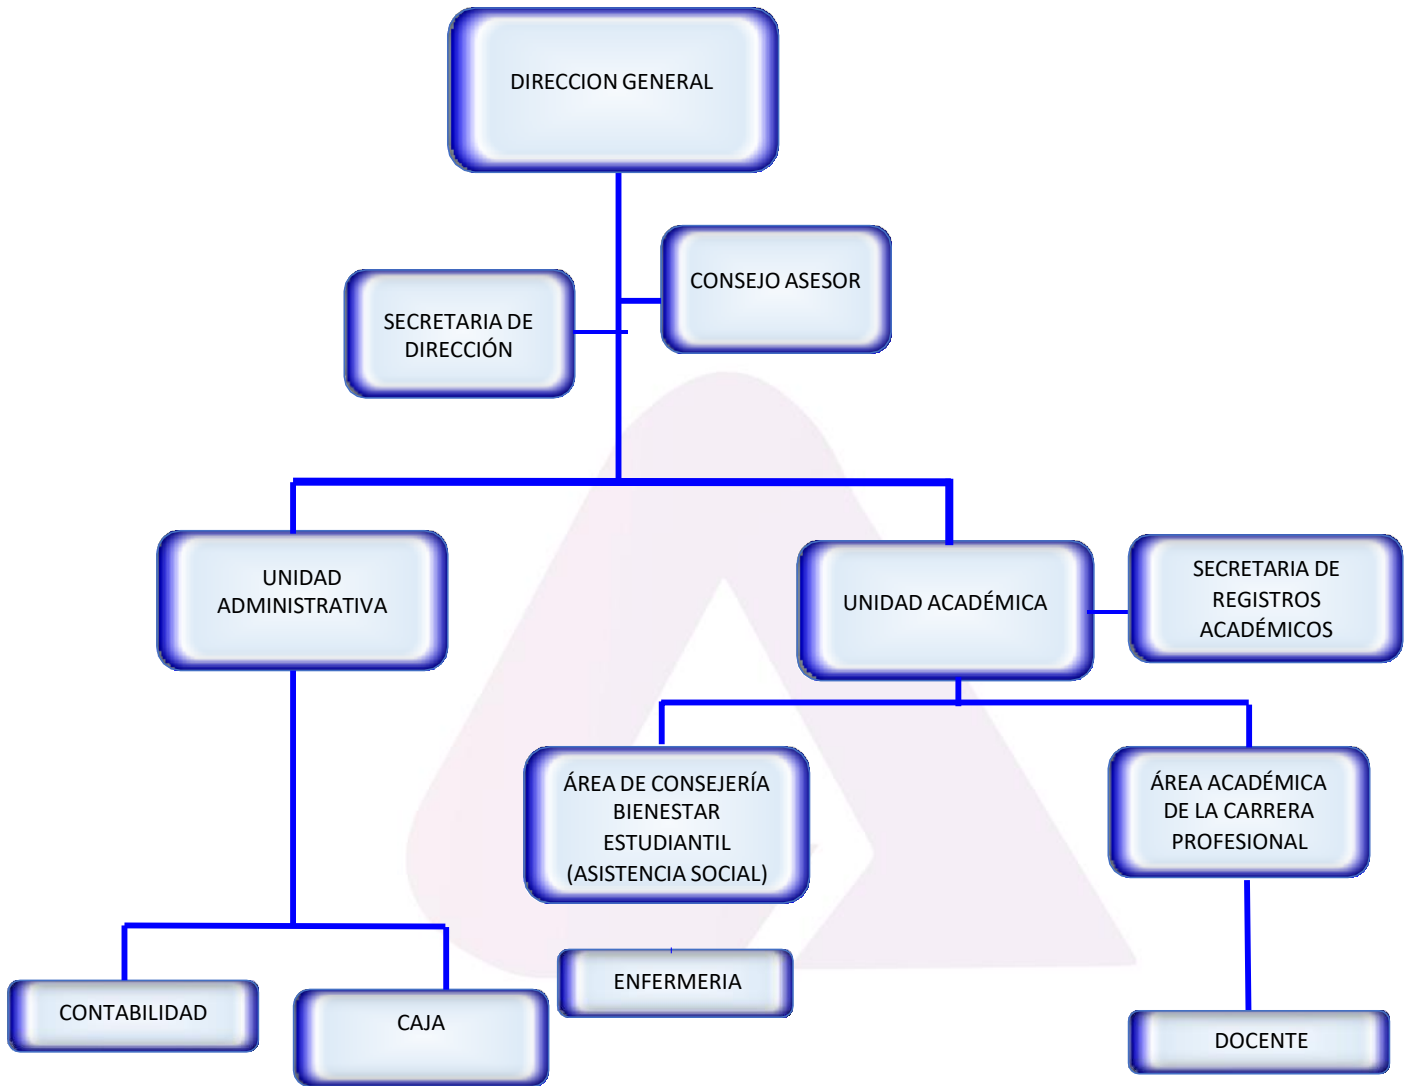 DIRECCION GENERAL
CONSEJO ASESOR
SECRETARIA DE
DIRECCIÓN
UNIDAD
ADMINISTRATIVA
UNIDAD ACADÉMICA
SECRETARIA DE
REGISTROS
ACADÉMICOS
ÁREA DE CONSEJERÍA
BIENESTAR
ESTUDIANTIL
(ASISTENCIA SOCIAL)
ÁREA ACADÉMICA
DE LA CARRERA
PROFESIONAL
CONTABILIDAD
CAJA
ENFERMERIA
DOCENTE